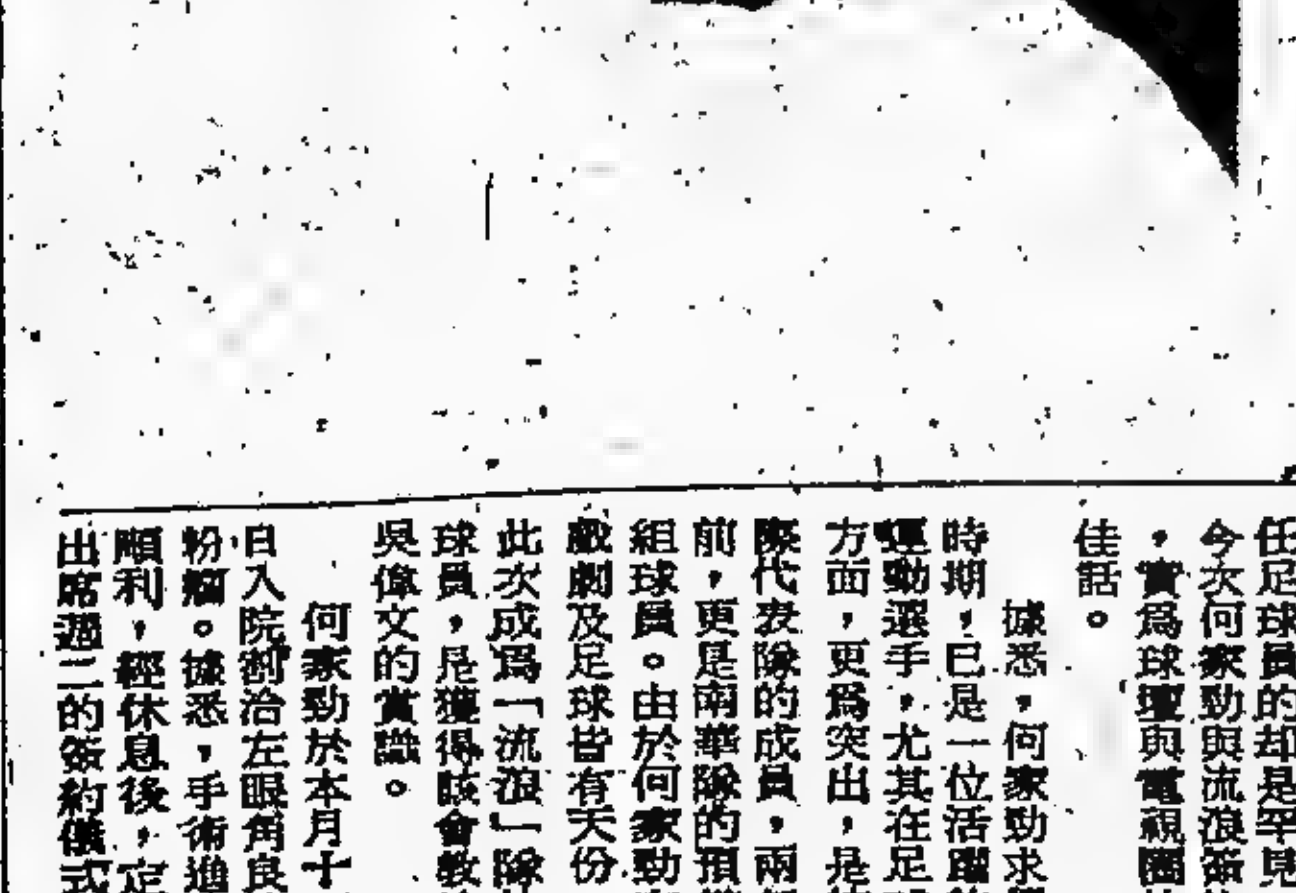 任足球員的却是罕見
今次何家勁與流浪簽
，實為球壇與電視圈
佳話。
據悉，何家勁求
時期，已是一位活躍
運動選手，尤其在足
方面，更為突出，是
際代表隊的成員，兩
前，更是南華隊的預
組球員。由於何家勁
戲劇及足球皆有天份
此次成為「流浪」隊
球員，是獲得該會教
吳偉文的賞識。
何家勁於本月十
日入院割治左眼角良
粉瘤。據悉，手術進
順利，經休息後，定
出席週二的簽約儀式